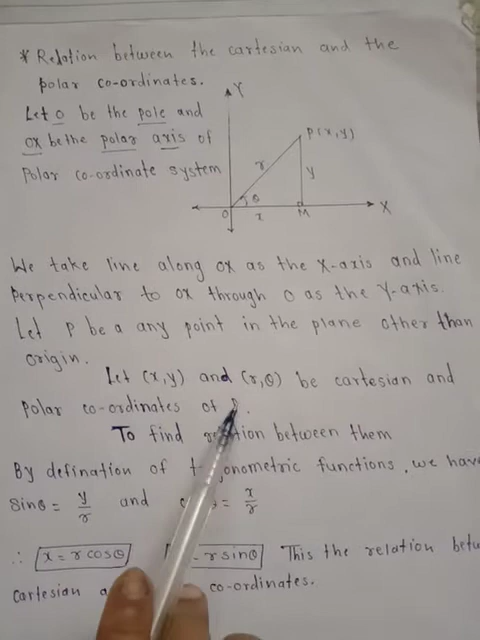 * Relation between the cartesian and the
polar co-ordinates.
Let O be the pole and
OX be the polar axis of
Polar co-ordinate system
Y
P(x,y)
r
y
θ
O
x
M
X
We take line along OX as the X-axis and line
Perpendicular to OX through O as the Y-axis.
Let P be a any point in the plane other than
origin.
Let (x,y) and (r,θ) be cartesian and
Polar co-ordinates of P.
To find relation between them
By defination of functions, we have
Sinθ = y/r and = x/r
∴ x = r cosθ = r sinθ This the relation
cartesian co-ordinates.